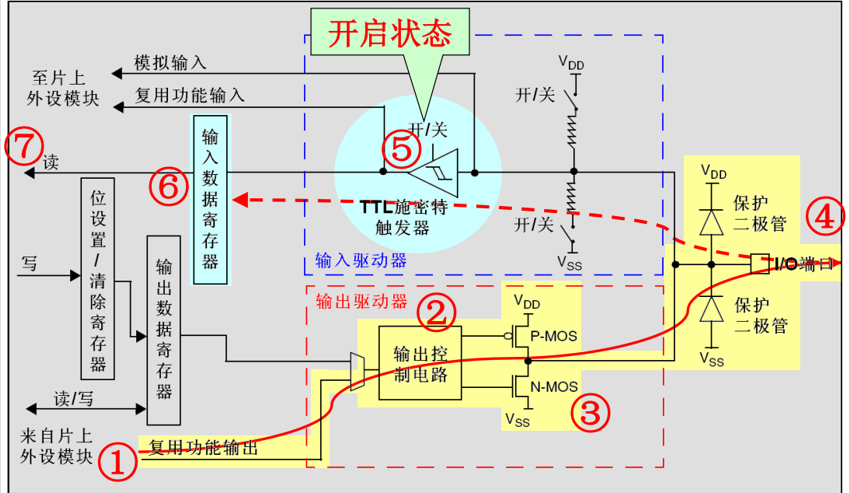 开启状态
模拟输入
至片上
外设模块
复用功能输入
VDD
开/关
开/关
⑤
⑦
读
输入数据寄存器
⑥
TTL施密特
触发器
开/关
VSS
输入驱动器
VDD
保护
二极管
④
I/O端口
保护
二极管
VSS
位设置/清除寄存器
写
输出数据寄存器
输出驱动器
②
VDD
P-MOS
输出控
制电路
N-MOS
VSS
③
读/写
来自片上
外设模块
①
复用功能输出